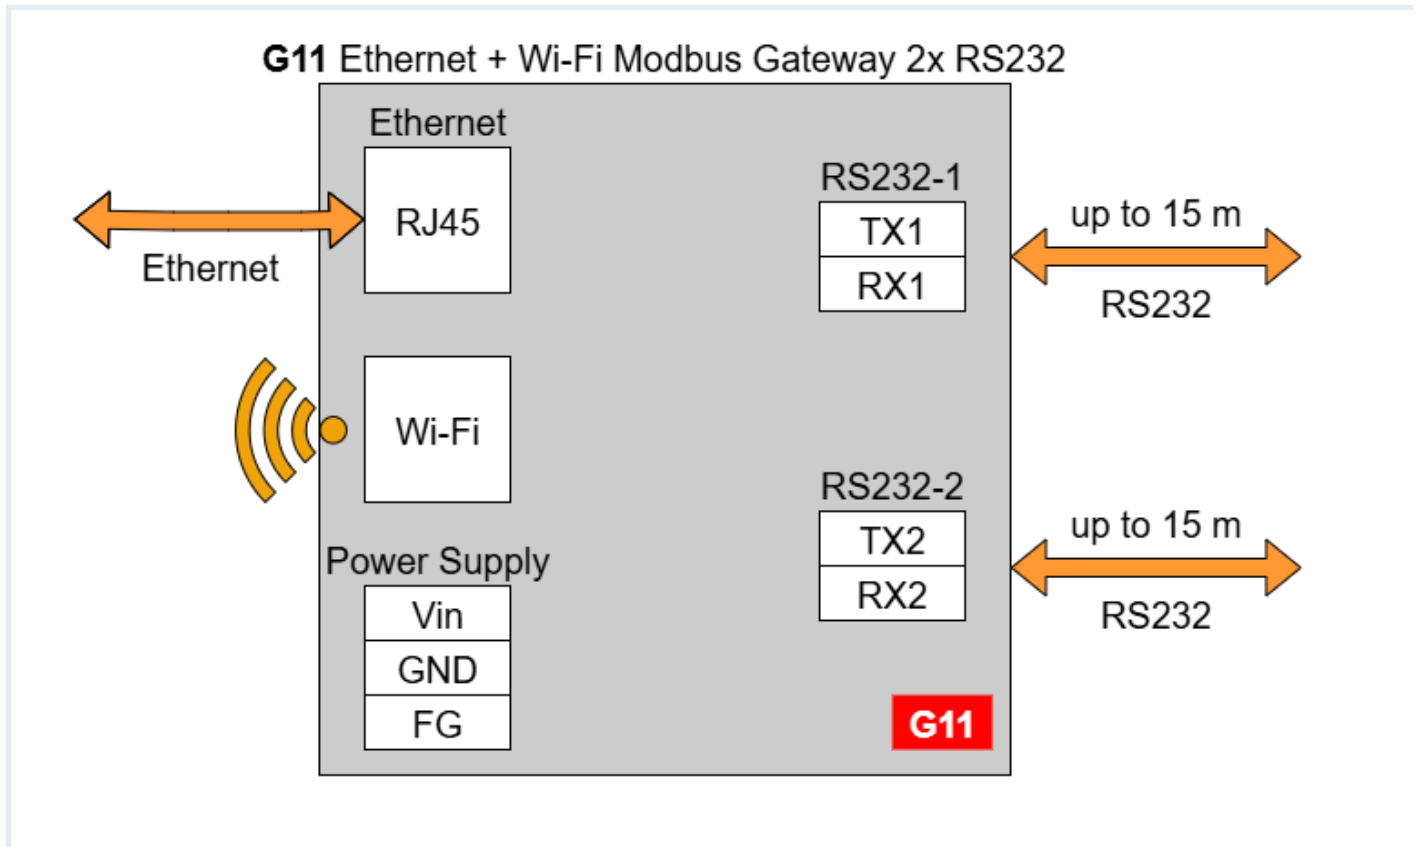 G11 Ethernet + Wi-Fi Modbus Gateway 2x RS232
Ethernet
RJ45
Ethernet
Wi-Fi
Power Supply
Vin
GND
FG
RS232-1
TX1
RX1
up to 15 m
RS232
RS232-2
TX2
RX2
up to 15 m
RS232
G11